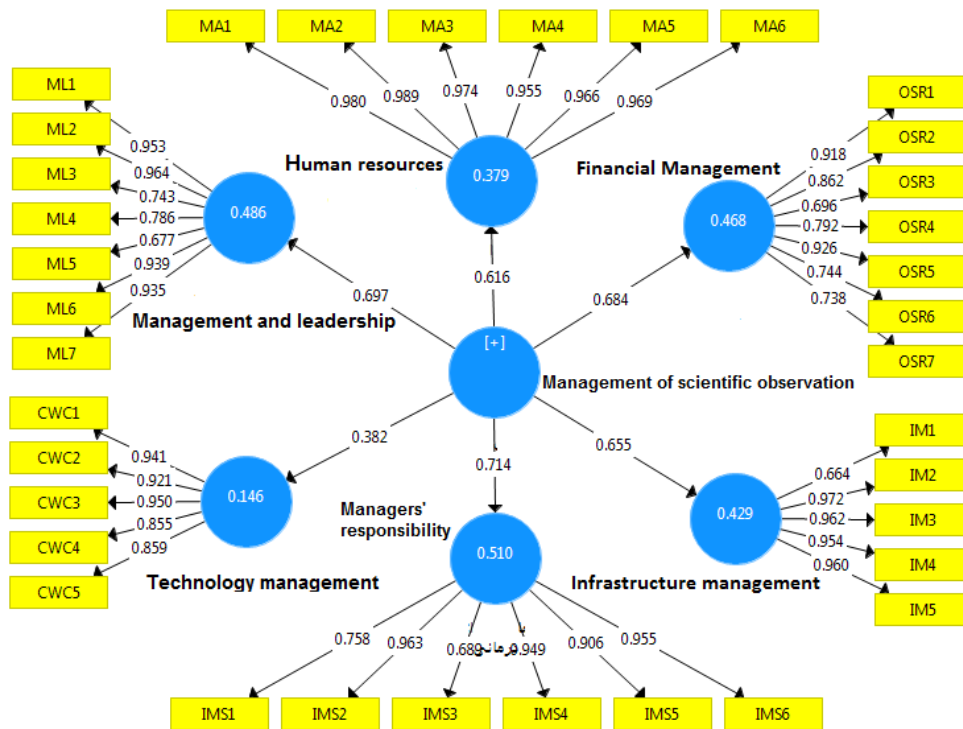 MA1 MA2 MA3 MA4 MA5 MA6
0.980 0.989 0.974 0.955 0.966 0.969
Human resources
0.379
ML1
ML2
ML3
ML4
ML5
ML6
ML7
0.953
0.964
0.743
0.786
0.677
0.939
0.935
0.486
Management and leadership
0.697
0.616
0.684
Financial Management
0.468
0.918
0.862
0.696
0.792
0.926
0.744
0.738
OSR1
OSR2
OSR3
OSR4
OSR5
OSR6
OSR7
[+]
Management of scientific observation
CWC1
CWC2
CWC3
CWC4
CWC5
0.941
0.921
0.950
0.855
0.859
0.146
Technology management
0.382
0.714
0.655
Managers'
responsibility
0.510
0.429
Infrastructure management
0.664
0.972
0.962
0.954
0.960
IM1
IM2
IM3
IM4
IM5
0.758 0.963 0.949 0.906 0.955
IMS1 IMS2 IMS3 IMS4 IMS5 IMS6